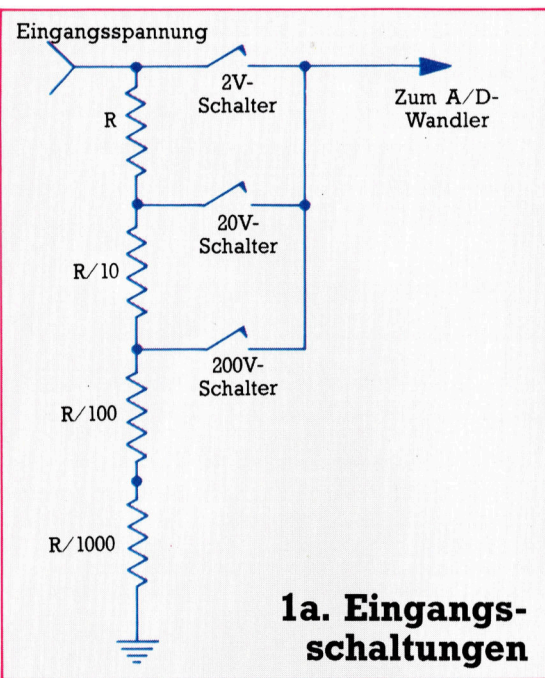 Eingangsspannung
2V-
Schalter
Zum A/D-
Wandler
R
20V-
Schalter
R/10
200V-
Schalter
R/100
R/1000
1a. Eingangs-
schaltungen